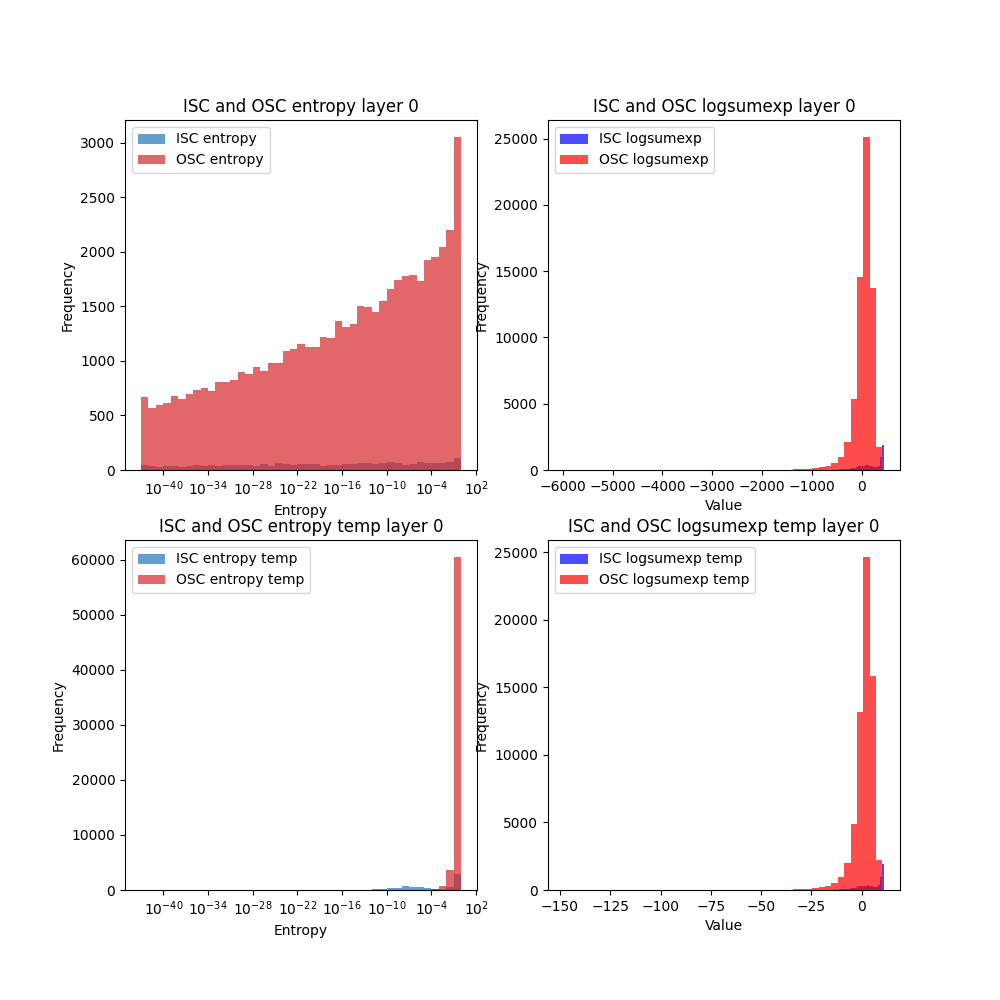 ISC and OSC entropy layer 0
ISC entropy
OSC entropy
Frequency
3000
2500
2000
1500
1000
500
0
10⁻⁴⁰ 10⁻³⁴ 10⁻²⁸ 10⁻²² 10⁻¹⁶ 10⁻¹⁰ 10⁻⁴ 10²
Entropy
ISC and OSC logsumexp layer 0
ISC logsumexp
OSC logsumexp
Frequency
25000
20000
15000
10000
5000
0
−6000 −5000 −4000 −3000 −2000 −1000 0
Value
ISC and OSC entropy temp layer 0
ISC entropy temp
OSC entropy temp
Frequency
60000
50000
40000
30000
20000
10000
0
10⁻⁴⁰ 10⁻³⁴ 10⁻²⁸ 10⁻²² 10⁻¹⁶ 10⁻¹⁰ 10⁻⁴ 10²
Entropy
ISC and OSC logsumexp temp layer 0
ISC logsumexp temp
OSC logsumexp temp
Frequency
25000
20000
15000
10000
5000
0
−150 −125 −100 −75 −50 −25 0
Value